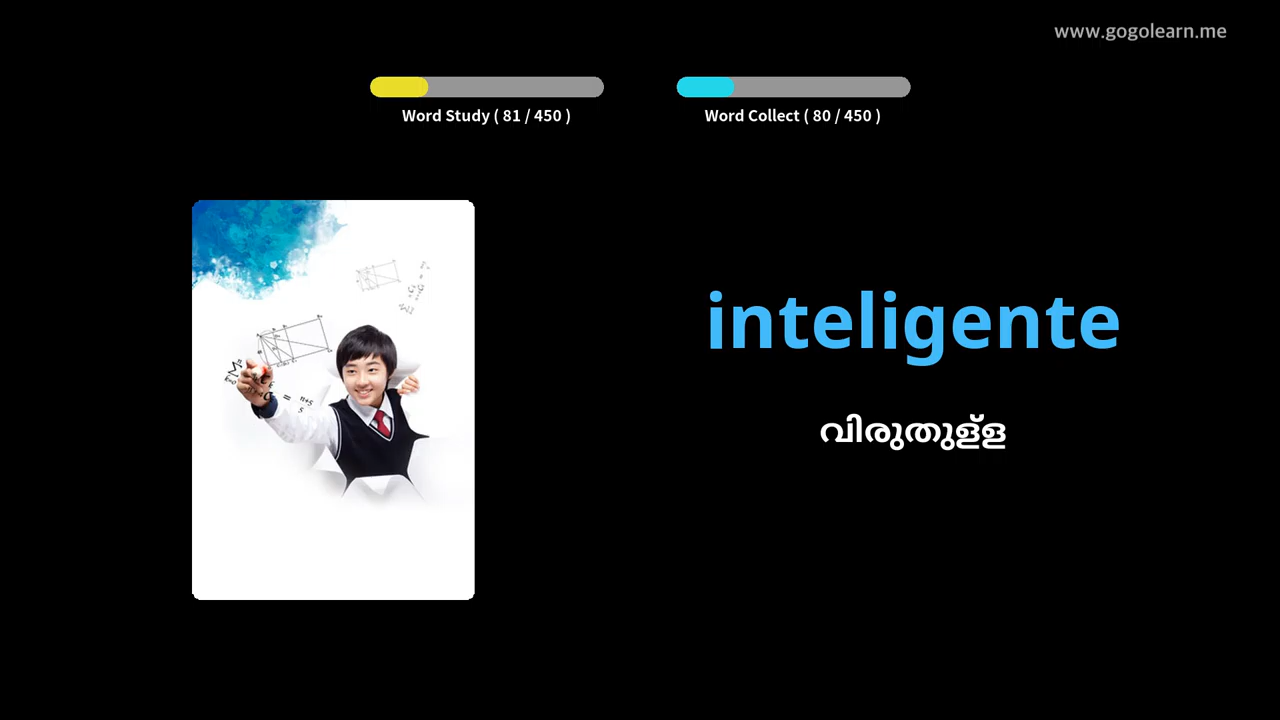 www.gogolearn.me
Word Study ( 81 / 450 )
Word Collect ( 80 / 450 )
inteligente
വിരുതുള്ള